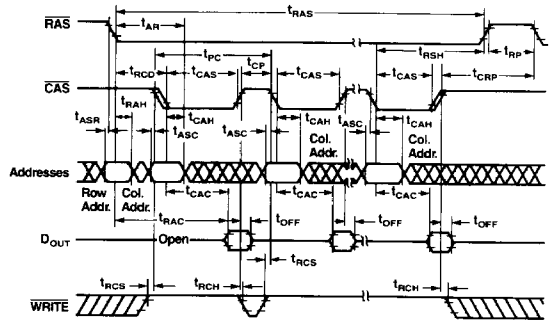 tRAS
RAS tAR
tPC tCP tRSH tRP
tRCD tCAS tCAS tCAS tCRP
CAS
tRAH tCAH tCAH tCAH
tASR tASC tASC Col. Addr. tASC Col. Addr.
Addresses
Row Addr. Col. Addr. tCAC tCAC tCAC
tRAC tOFF tOFF tOFF
DOUT Open
tRCS
tRCS tRCH tRCH
WRITE